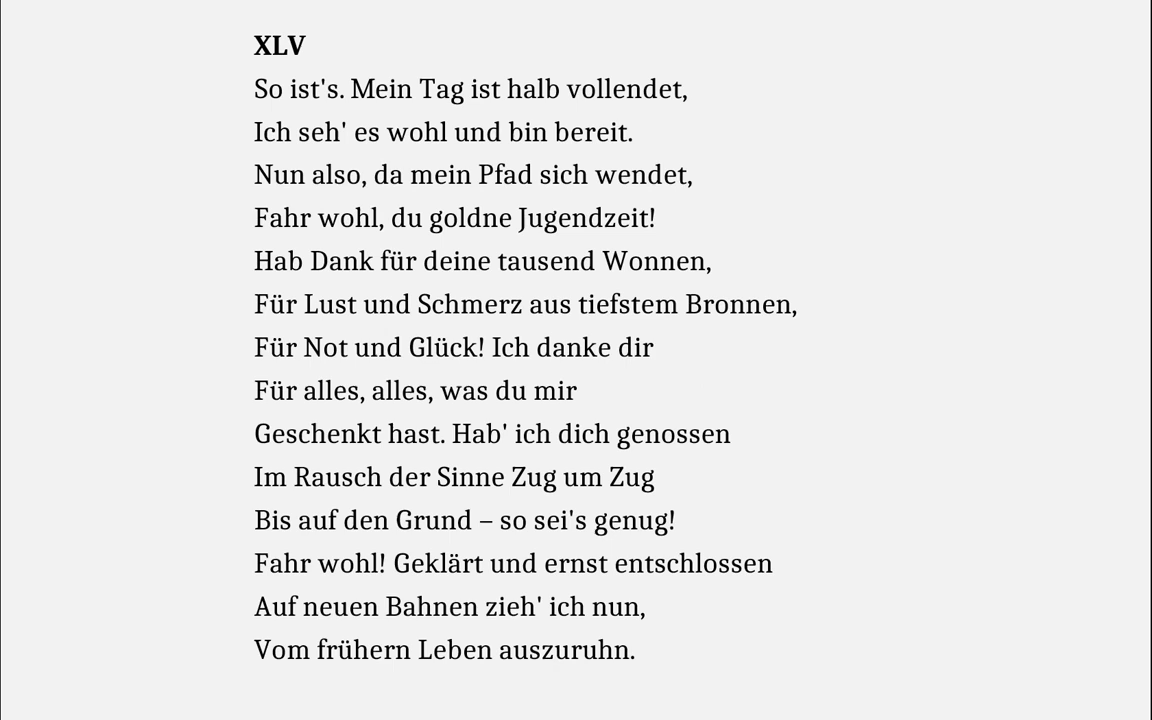 XLV
So ist's. Mein Tag ist halb vollendet,
Ich seh' es wohl und bin bereit.
Nun also, da mein Pfad sich wendet,
Fahr wohl, du goldne Jugendzeit!
Hab Dank für deine tausend Wonnen,
Für Lust und Schmerz aus tiefstem Bronnen,
Für Not und Glück! Ich danke dir
Für alles, alles, was du mir
Geschenkt hast. Hab' ich dich genossen
Im Rausch der Sinne Zug um Zug
Bis auf den Grund – so sei's genug!
Fahr wohl! Geklärt und ernst entschlossen
Auf neuen Bahnen zieh' ich nun,
Vom frühern Leben auszuruhn.